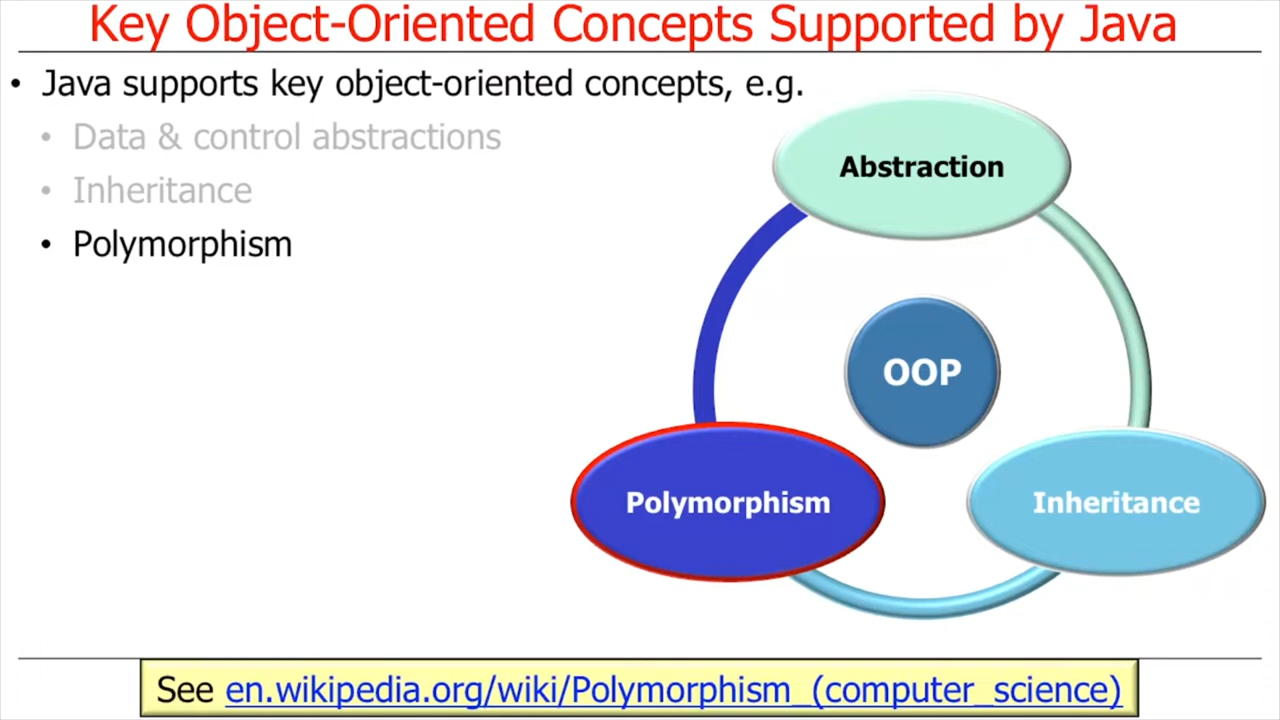 Key Object-Oriented Concepts Supported by Java
• Java supports key object-oriented concepts, e.g.
• Data & control abstractions
• Inheritance
• Polymorphism
Abstraction
OOP
Polymorphism
Inheritance
See en.wikipedia.org/wiki/Polymorphism_(computer_science)